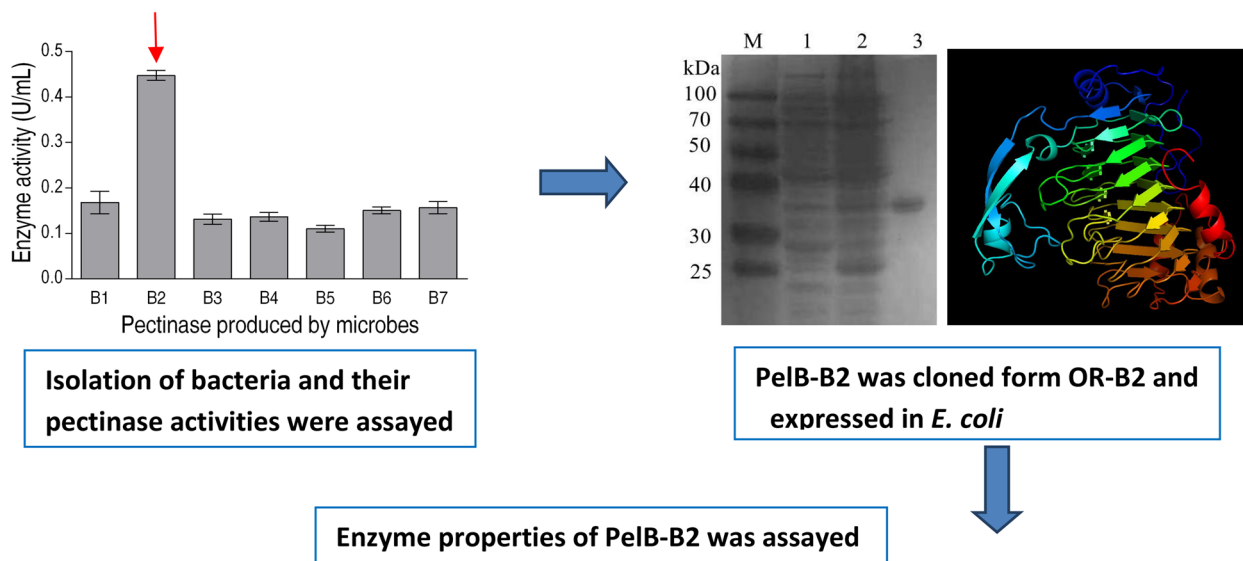 0.5
0.4
0.3
0.2
0.1
0.0
Enzyme activity (U/mL)
B1 B2 B3 B4 B5 B6 B7
Pectinase produced by microbes
Isolation of bacteria and their
pectinase activities were assayed
M 1 2 3
kDa
100
70
50
40
30
25
PelB-B2 was cloned form OR-B2 and
expressed in E. coli
Enzyme properties of PelB-B2 was assayed